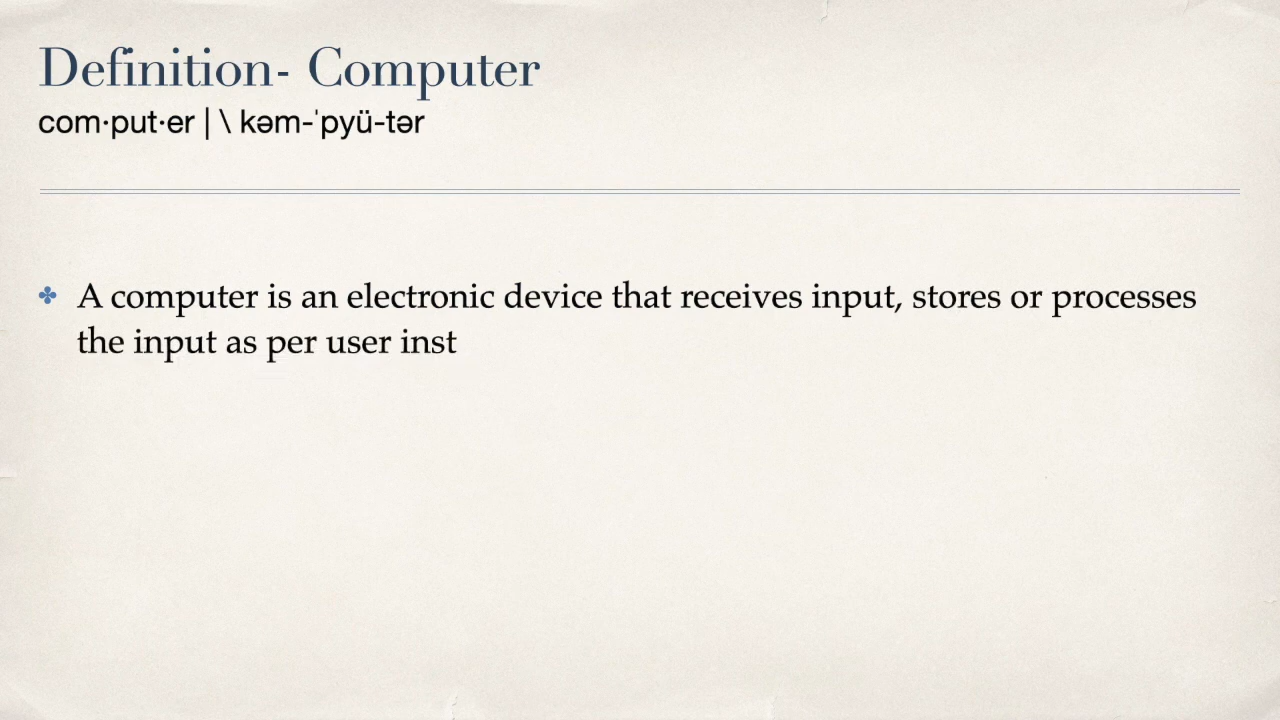 Definition- Computer
com·put·er | \ kəm-ˈpyü-tər
A computer is an electronic device that receives input, stores or processes
the input as per user inst